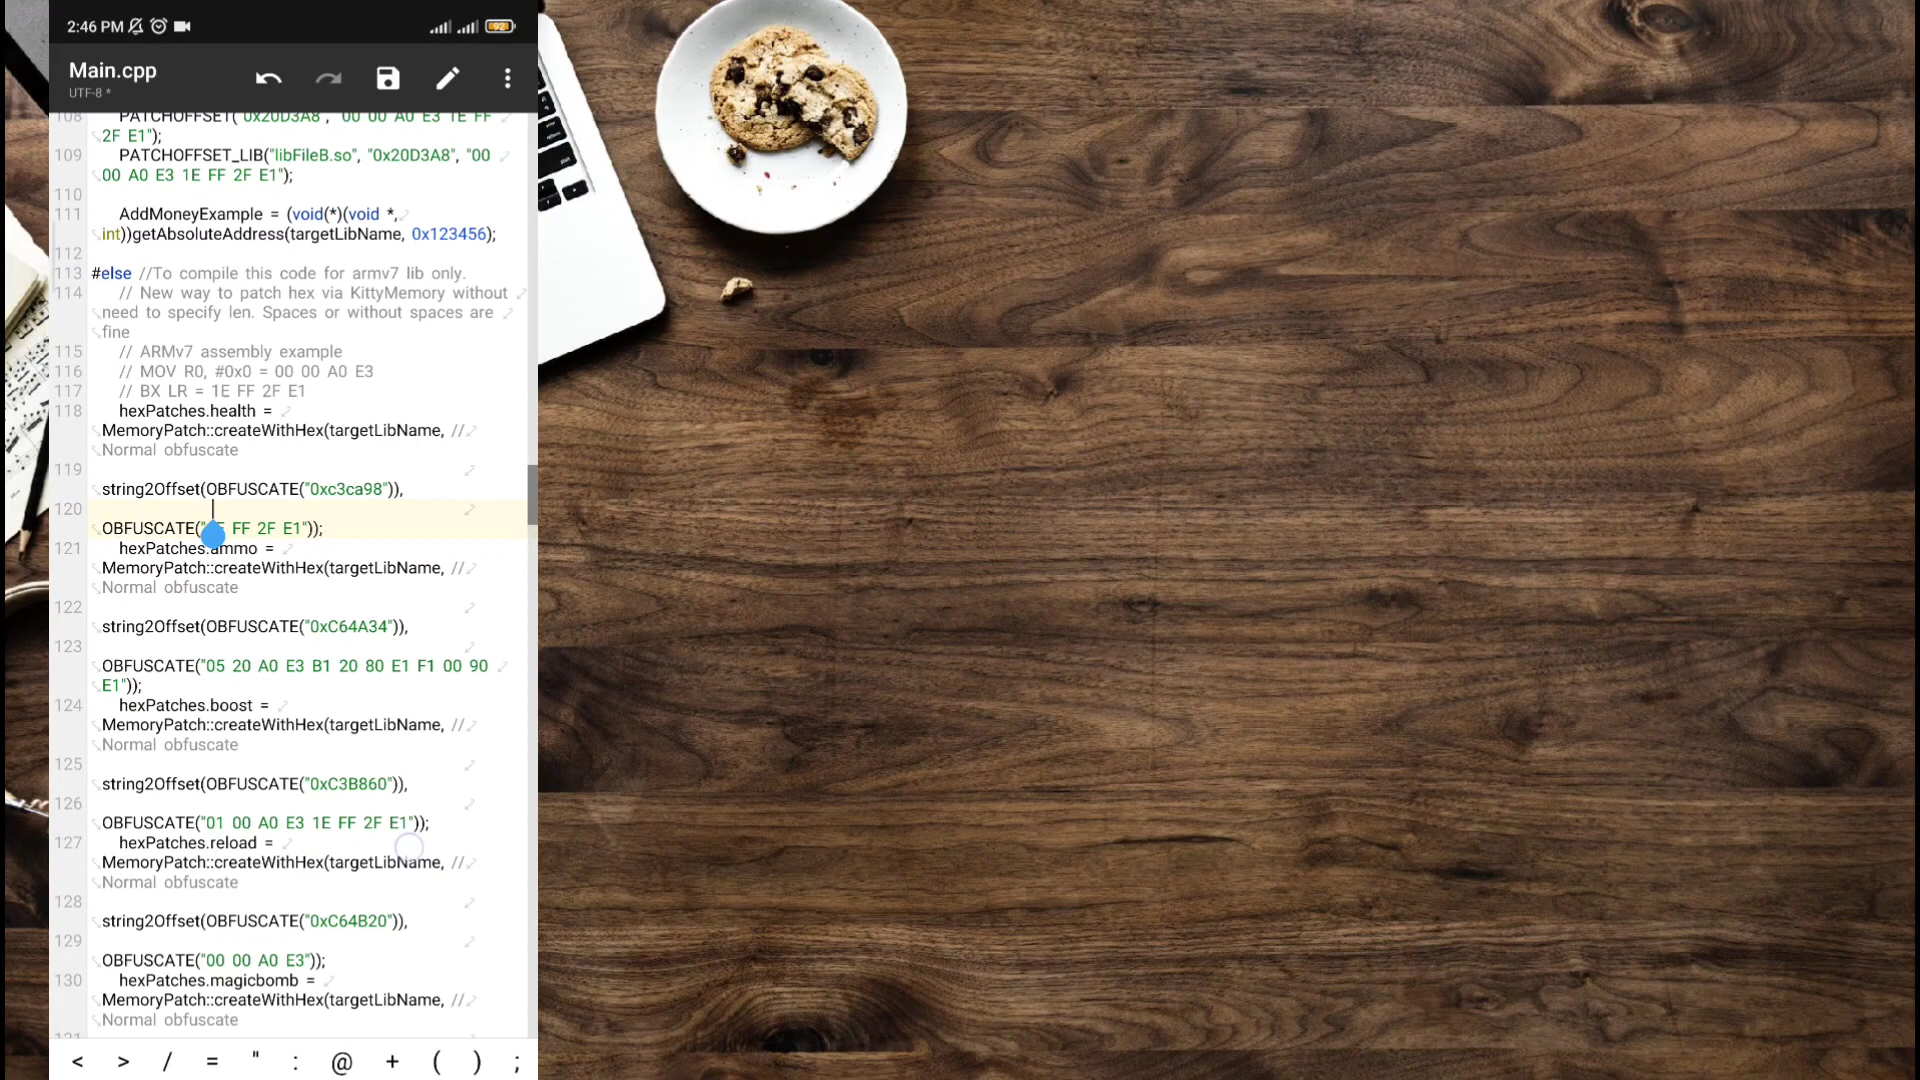 2:46 PM
92
Main.cpp
UTF-8 *
108 PATCHOFFSET("0x20D3A8", "00 00 A0 E3 1E FF
2F E1");
109 PATCHOFFSET_LIB("libFileB.so", "0x20D3A8", "00
00 A0 E3 1E FF 2F E1");
110
111 AddMoneyExample = (void(*)(void *,
int))getAbsoluteAddress(targetLibName, 0x123456);
112
113 #else //To compile this code for armv7 lib only.
114 // New way to patch hex via KittyMemory without
need to specify len. Spaces or without spaces are
fine
115 // ARMv7 assembly example
116 // MOV R0, #0x0 = 00 00 A0 E3
117 // BX LR = 1E FF 2F E1
118 hexPatches.health =
MemoryPatch::createWithHex(targetLibName, //
Normal obfuscate
119
string2Offset(OBFUSCATE("0xc3ca98")),
120
OBFUSCATE(" FF 2F E1"));
121 hexPatches.ammo =
MemoryPatch::createWithHex(targetLibName, //
Normal obfuscate
122
string2Offset(OBFUSCATE("0xC64A34")),
123
OBFUSCATE("05 20 A0 E3 B1 20 80 E1 F1 00 90
E1"));
124 hexPatches.boost =
MemoryPatch::createWithHex(targetLibName, //
Normal obfuscate
125
string2Offset(OBFUSCATE("0xC3B860")),
126
OBFUSCATE("01 00 A0 E3 1E FF 2F E1"));
127 hexPatches.reload =
MemoryPatch::createWithHex(targetLibName, //
Normal obfuscate
128
string2Offset(OBFUSCATE("0xC64B20")),
129
OBFUSCATE("00 00 A0 E3"));
130 hexPatches.magicbomb =
MemoryPatch::createWithHex(targetLibName, //
Normal obfuscate
< > / = " : @ + ( ) ;